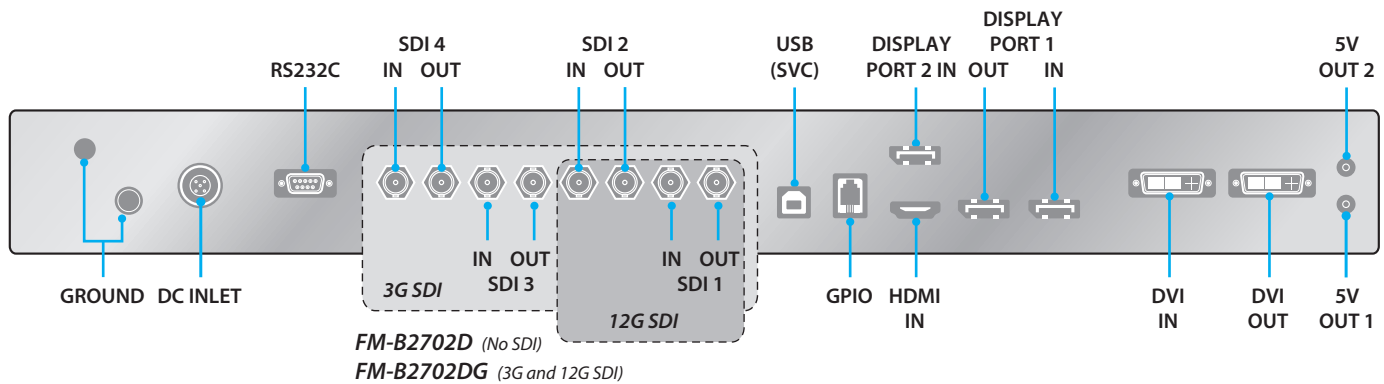 DISPLAY
SDI 4
SDI 2
USB
DISPLAY
PORT 1
5V
RS232C
IN OUT
IN OUT
(SVC)
PORT 2 IN
OUT
IN
OUT 2
IN OUT
SDI 3
IN OUT
SDI 1
3G SDI
12G SDI
GROUND
DC INLET
GPIO
HDMI
IN
DVI
IN
DVI
OUT
5V
OUT 1
FM-B2702D (No SDI)
FM-B2702DG (3G and 12G SDI)